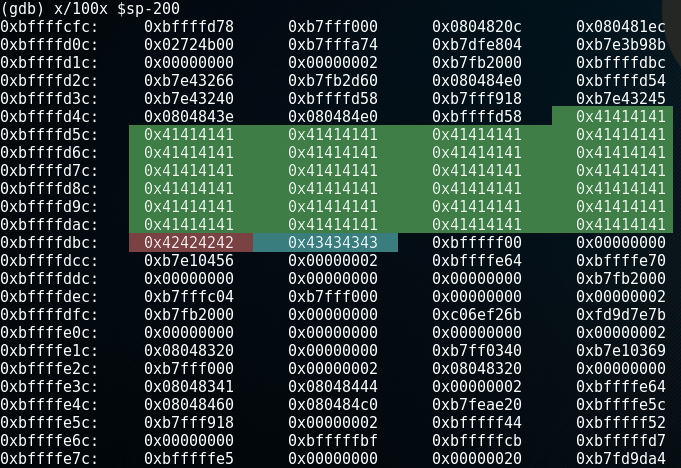 (gdb) x/100x $sp-200
0xbffffcfc: 0xbffffd78 0xb7fff000 0x0804820c 0x080481ec
0xbffffd0c: 0x02724b00 0xb7fffa74 0xb7dfe804 0xb7e3b98b
0xbffffd1c: 0x00000000 0x00000002 0xb7fb2000 0xbffffdbc
0xbffffd2c: 0xb7e43266 0xb7fb2d60 0x080484e0 0xbffffd54
0xbffffd3c: 0xb7e43240 0xbffffd58 0xb7fff918 0xb7e43245
0xbffffd4c: 0x0804843e 0x080484e0 0xbffffd58 0x41414141
0xbffffd5c: 0x41414141 0x41414141 0x41414141 0x41414141
0xbffffd6c: 0x41414141 0x41414141 0x41414141 0x41414141
0xbffffd7c: 0x41414141 0x41414141 0x41414141 0x41414141
0xbffffd8c: 0x41414141 0x41414141 0x41414141 0x41414141
0xbffffd9c: 0x41414141 0x41414141 0x41414141 0x41414141
0xbffffdac: 0x41414141 0x41414141 0x41414141 0x41414141
0xbffffdbc: 0x42424242 0x43434343 0xbfffff00 0x00000000
0xbffffdcc: 0xb7e10456 0x00000002 0xbffffe64 0xbffffe70
0xbffffddc: 0x00000000 0x00000000 0x00000000 0xb7fb2000
0xbffffdec: 0xb7fffc04 0xb7fff000 0x00000000 0x00000002
0xbffffdfc: 0xb7fb2000 0x00000000 0xc06ef26b 0xfd9d7e7b
0xbffffe0c: 0x00000000 0x00000000 0x00000000 0x00000002
0xbffffe1c: 0x08048320 0x00000000 0xb7ff0340 0xb7e10369
0xbffffe2c: 0xb7fff000 0x00000002 0x08048320 0x00000000
0xbffffe3c: 0x08048341 0x08048444 0x00000002 0xbffffe64
0xbffffe4c: 0x08048460 0x080484c0 0xb7feae20 0xbffffe5c
0xbffffe5c: 0xb7fff918 0x00000002 0xbfffff44 0xbfffff52
0xbffffe6c: 0x00000000 0xbfffffbf 0xbfffffcb 0xbfffffd7
0xbffffe7c: 0xbfffffe5 0x00000000 0x00000020 0xb7fd9da4